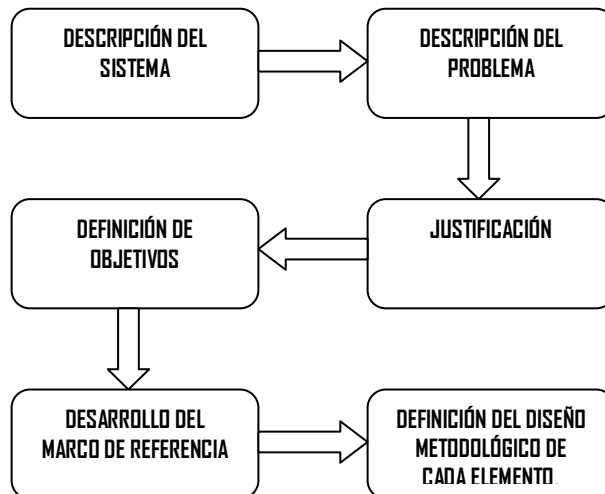 DESCRIPCIÓN DEL
SISTEMA
DESCRIPCIÓN DEL
PROBLEMA
DEFINICIÓN DE
OBJETIVOS
JUSTIFICACIÓN
DESARROLLO DEL
MARCO DE REFERENCIA
DEFINICIÓN DEL DISEÑO
METODOLÓGICO DE
CADA ELEMENTO.